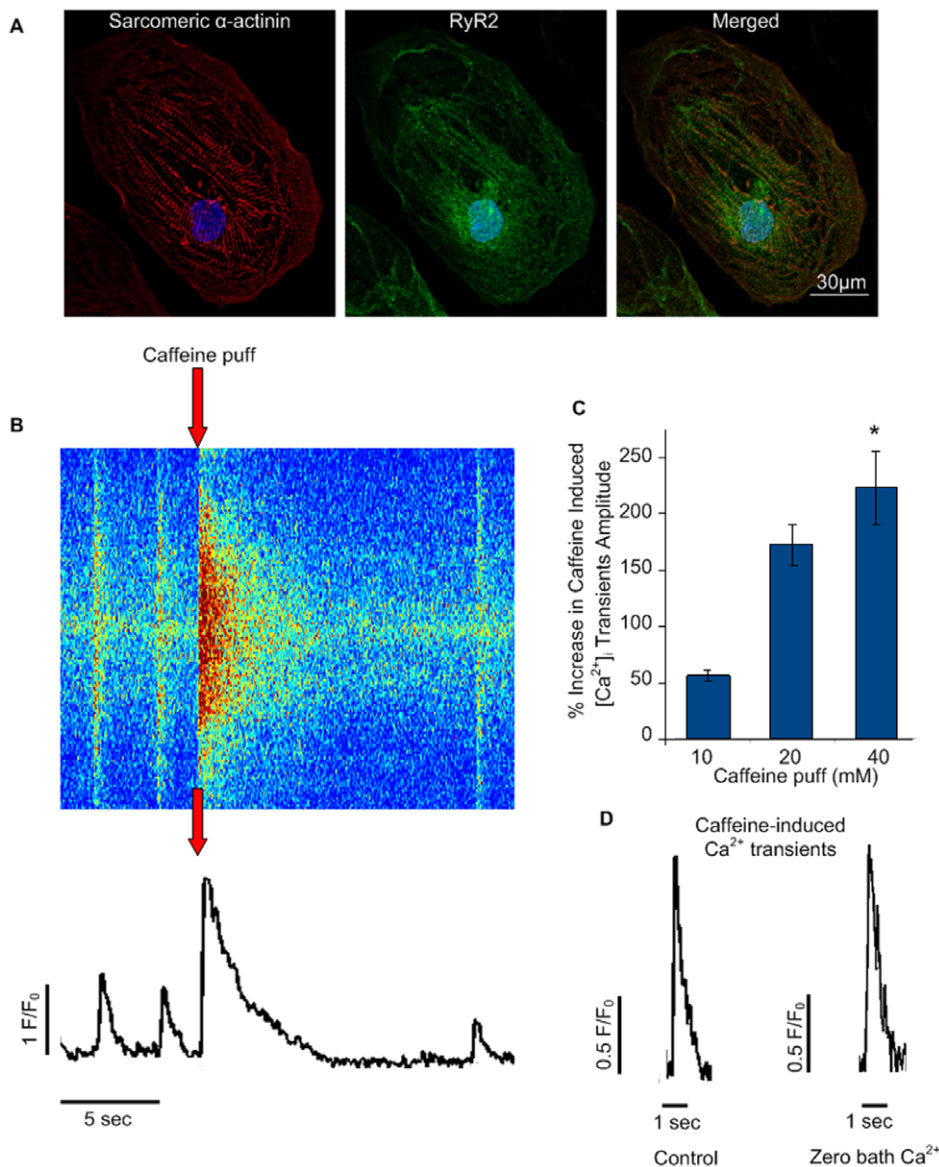 A
Sarcomeric α-actinin
RyR2
Merged
30µm
Caffeine puff
B
1 F/F₀
5 sec
C
% Increase in Caffeine Induced
[Ca²⁺]ᵢ Transients Amplitude
250
200
150
100
50
0
10
20
40
Caffeine puff (mM)
*
D
Caffeine-induced
Ca²⁺ transients
0.5 F/F₀
0.5 F/F₀
1 sec
1 sec
Control
Zero bath Ca²⁺